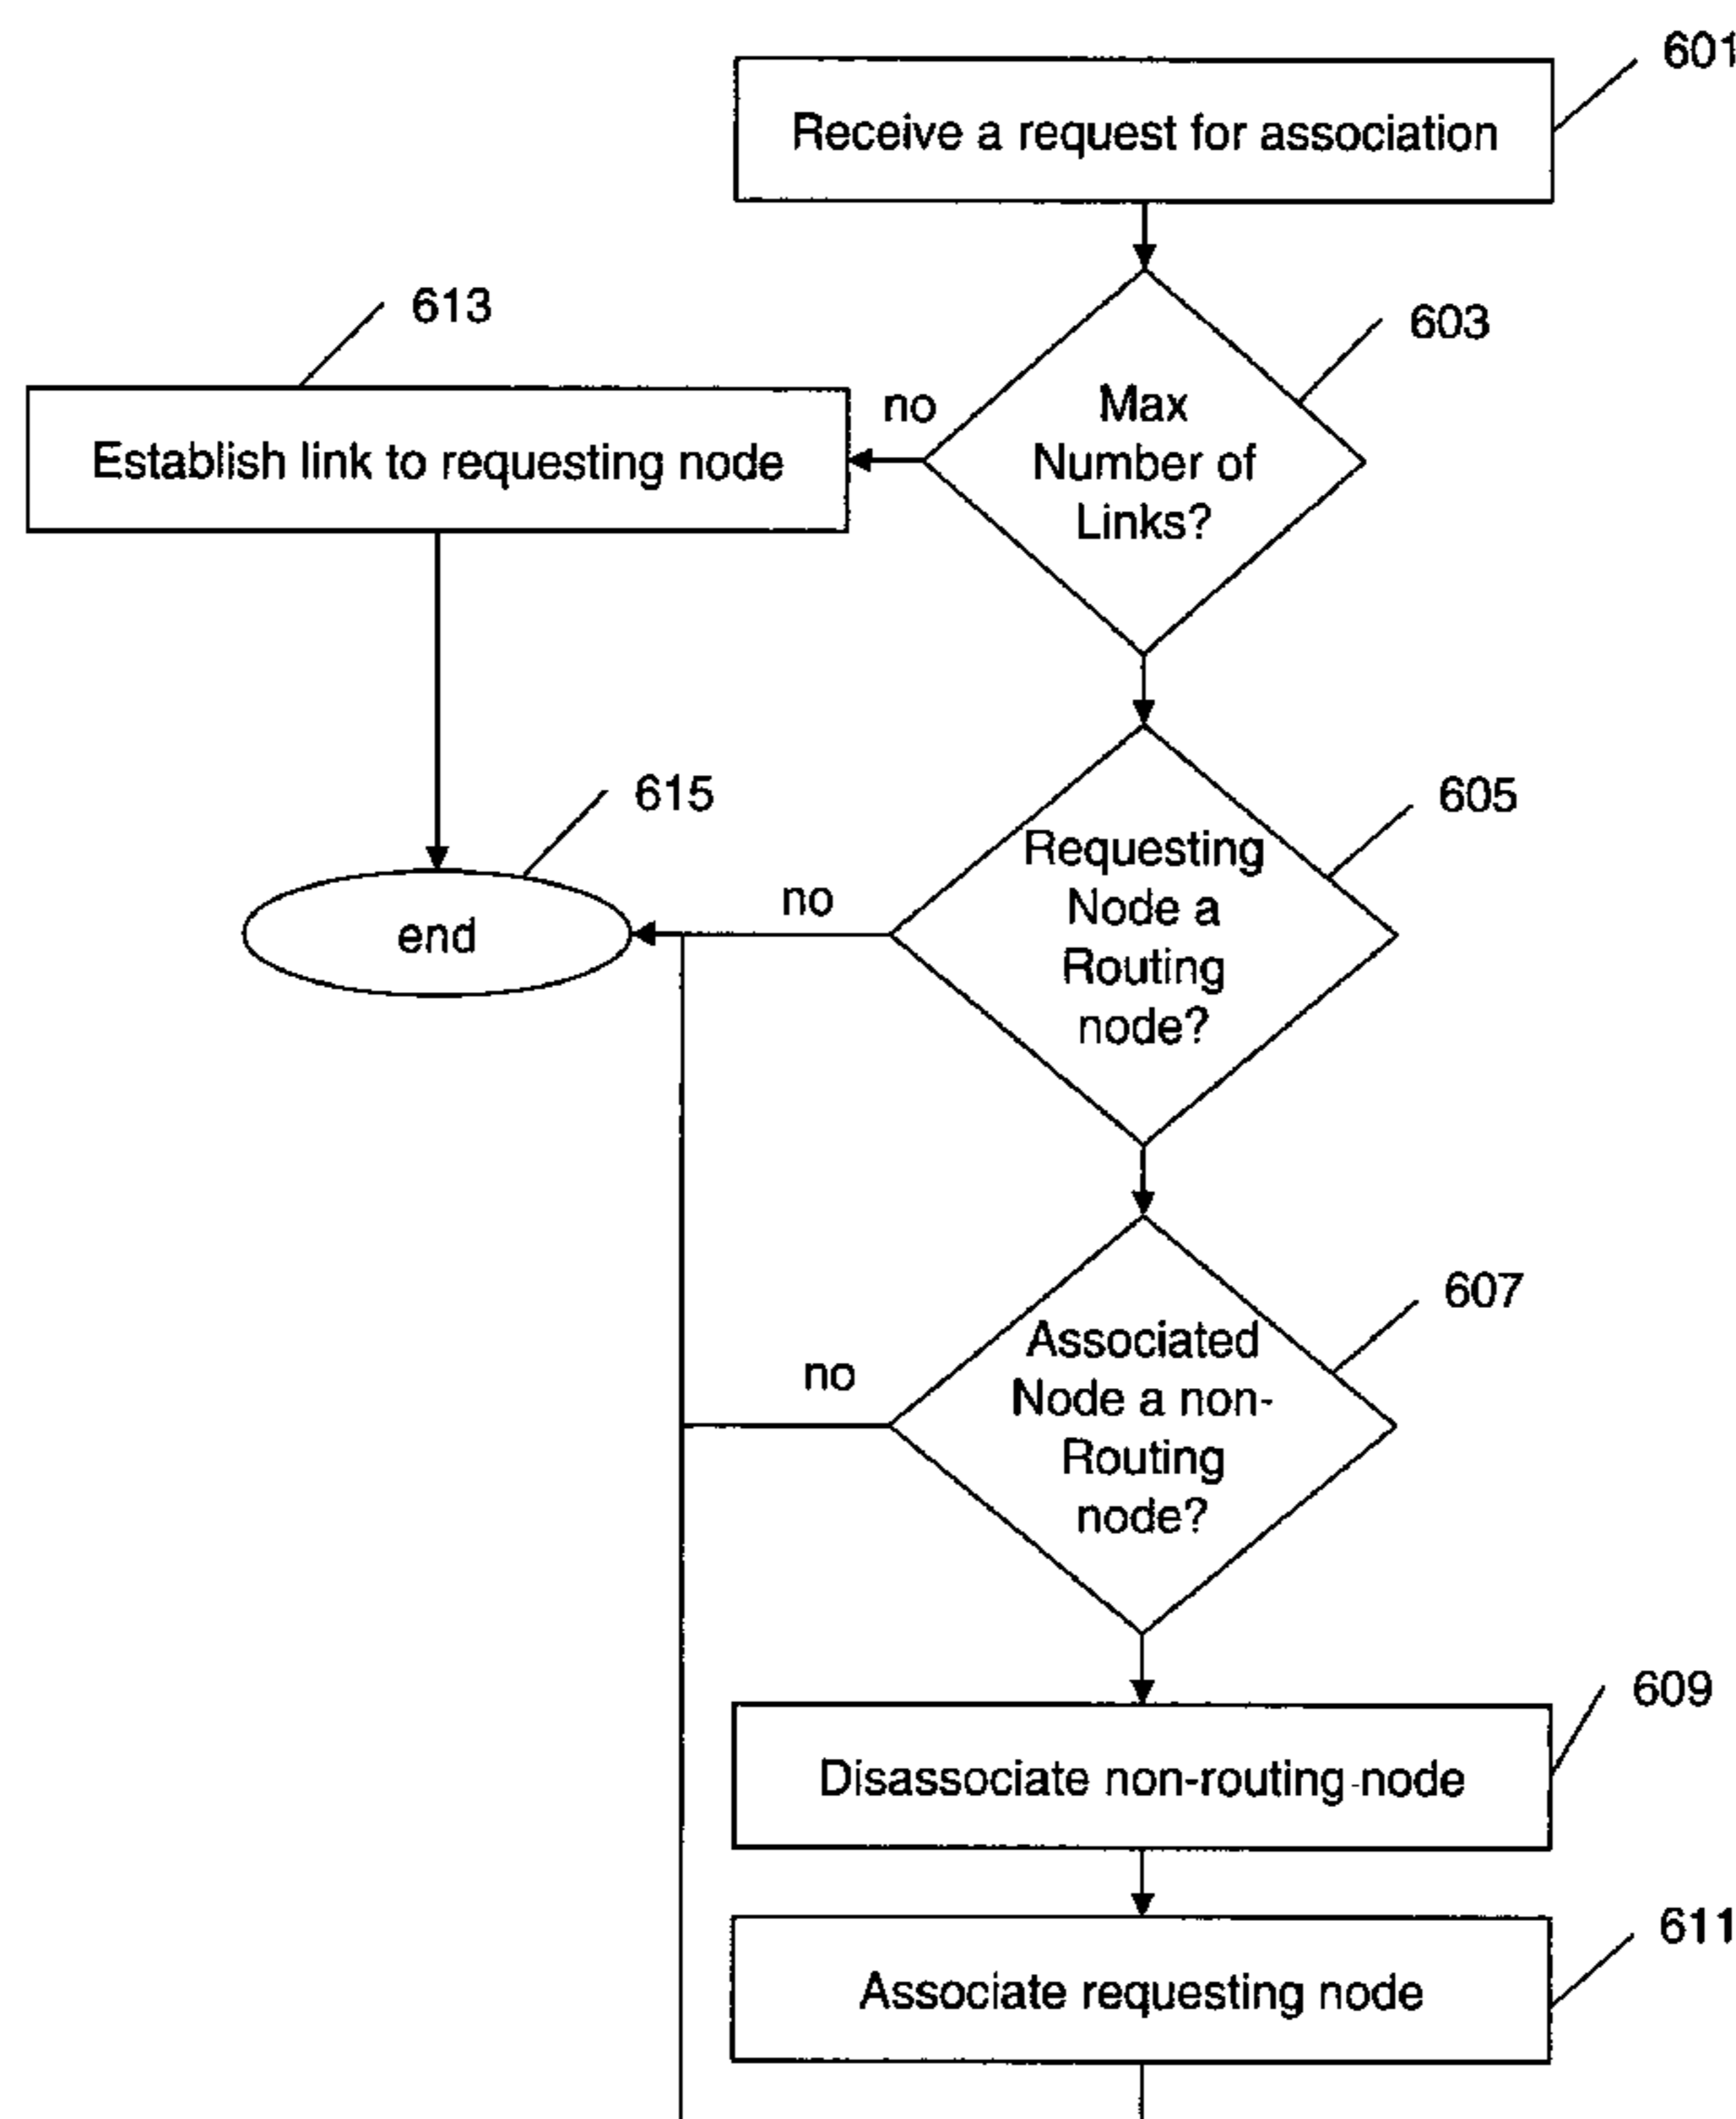 601
Receive a request for association
613
603
no
Max
Number of
Links?
Establish link to requesting node
615
605
Requesting
Node a
Routing
node?
no
end
607
Associated
Node a non-
Routing
node?
no
609
Disassociate non-routing-node
611
Associate requesting node